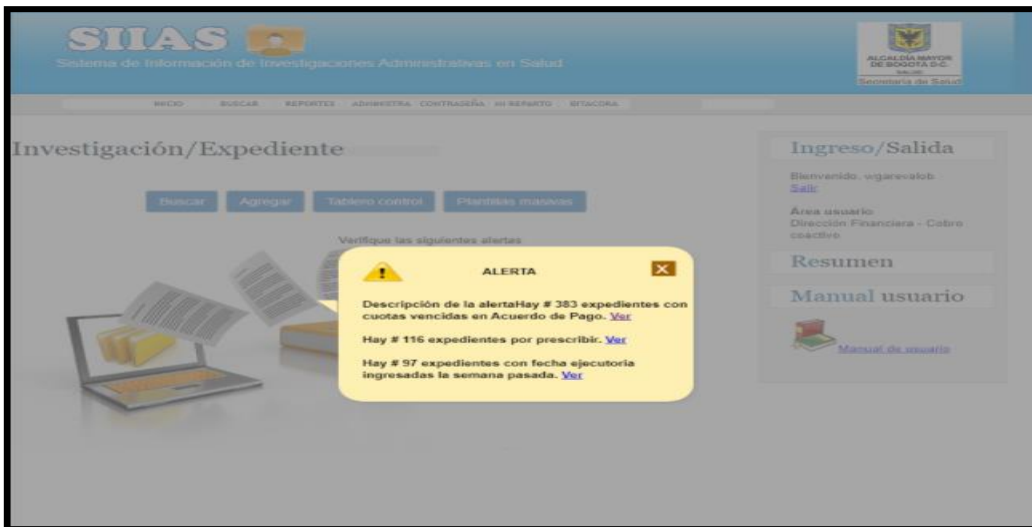 SIIAS
Sistema de Información de Investigaciones Administrativas en Salud
ALCALDÍA MAYOR
DE BOGOTÁ D.C.
SALUD
Secretaría de Salud
INICIO BUSCAR REPORTES ADMINISTRA CONTRASEÑA MI REPARTO BITACORA
Investigación/Expediente
Buscar Agregar Tablero control Plantillas masivas
Verifique las siguientes alertas
ALERTA
X
Descripción de la alertaHay # 383 expedientes con
cuotas vencidas en Acuerdo de Pago. Ver
Hay # 116 expedientes por prescribir. Ver
Hay # 97 expedientes con fecha ejecutoria
ingresadas la semana pasada. Ver
Ingreso/Salida
Bienvenido, wgarevalob
Salir
Área usuario
Dirección Financiera - Cobro
coactivo
Resumen
Manual usuario
Manual de usuario